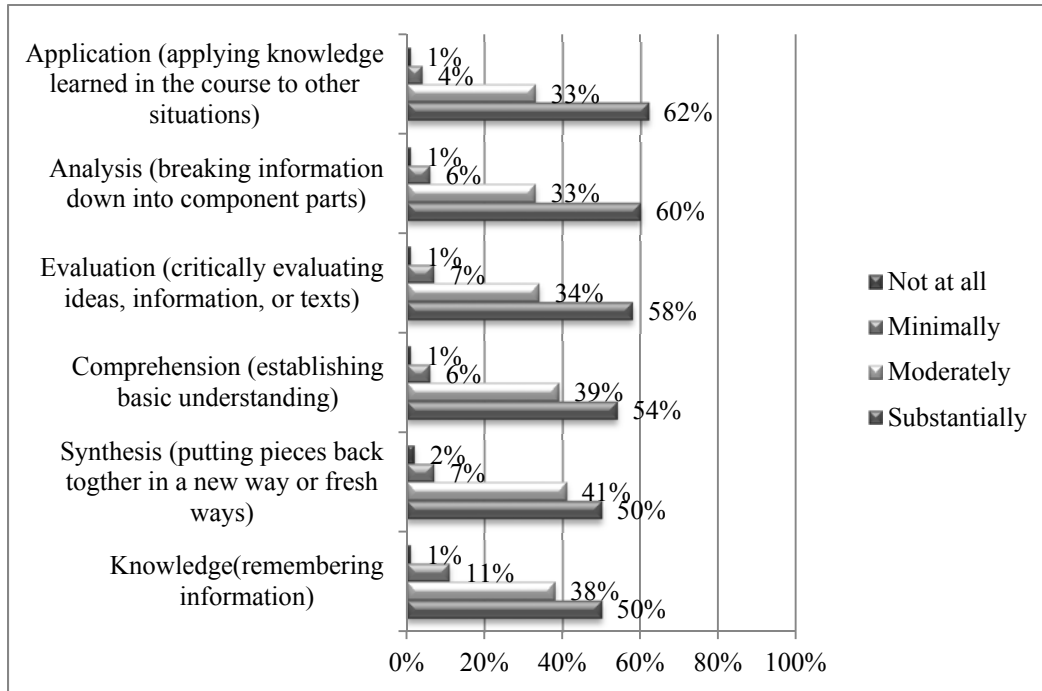 Application (applying knowledge
learned in the course to other
situations)
1%
4%
33%
62%
Analysis (breaking information
down into component parts)
1%
6%
33%
60%
Evaluation (critically evaluating
ideas, information, or texts)
1%
7%
34%
58%
Comprehension (establishing
basic understanding)
1%
6%
39%
54%
Synthesis (putting pieces back
togther in a new way or fresh
ways)
2%
7%
41%
50%
Knowledge(remembering
information)
1%
11%
38%
50%
0% 20% 40% 60% 80% 100%
Not at all
Minimally
Moderately
Substantially